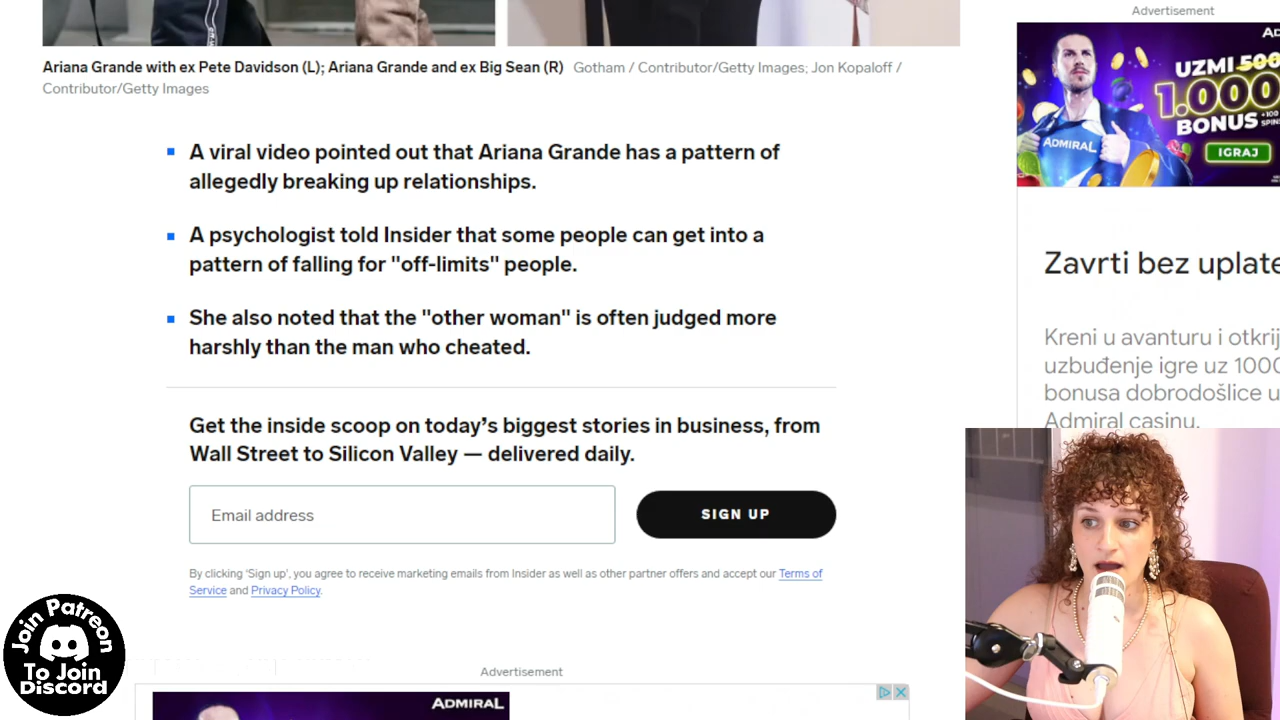 Advertisement
Ariana Grande with ex Pete Davidson (L); Ariana Grande and ex Big Sean (R) Gotham / Contributor/Getty Images; Jon Kopaloff /
Contributor/Getty Images
A viral video pointed out that Ariana Grande has a pattern of
allegedly breaking up relationships.
A psychologist told Insider that some people can get into a
pattern of falling for "off-limits" people.
She also noted that the "other woman" is often judged more
harshly than the man who cheated.
Get the inside scoop on today’s biggest stories in business, from
Wall Street to Silicon Valley — delivered daily.
Email address
SIGN UP
By clicking ‘Sign up’, you agree to receive marketing emails from Insider as well as other partner offers and accept our Terms of
Service and Privacy Policy.
Advertisement
ADMIRAL
UZMI 500
1.000
BONUS +100
SPINS
ADMIRAL
IGRAJ
Zavrti bez uplate
Kreni u avanturu i otkrij
uzbuđenje igre uz 1000
bonusa dobrodošlice u
Admiral casinu.
Join Patreon
To Join
Discord